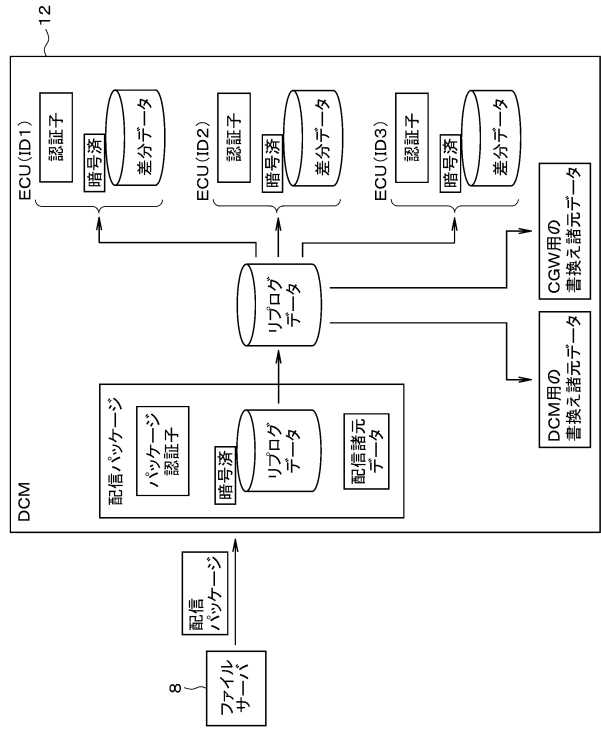 8
ファイル
サーバ
配信
パッケージ
12
DCM
配信パッケージ
パッケージ
認証子
暗号済
リプログ
データ
配信諸元
データ
リプログ
データ
ECU(ID1)
認証子
暗号済
差分データ
ECU(ID2)
認証子
暗号済
差分データ
ECU(ID3)
認証子
暗号済
差分データ
DCM用の
書換え諸元データ
CGW用の
書換え諸元データ